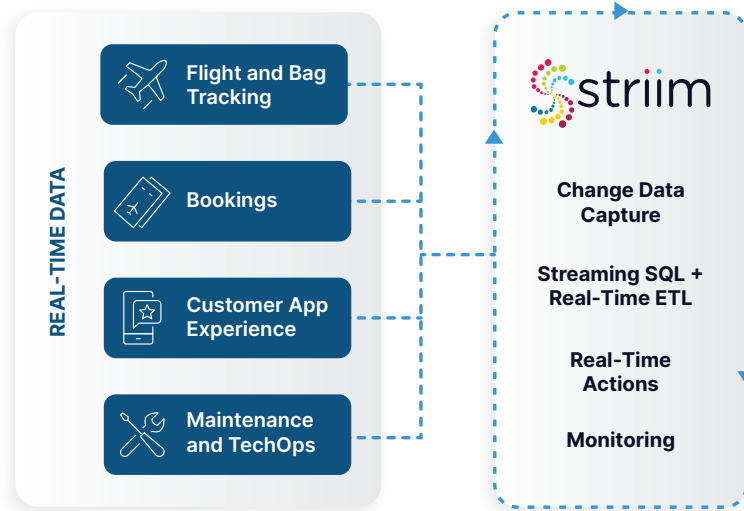 REAL-TIME DATA
Flight and Bag
Tracking
Bookings
Customer App
Experience
Maintenance
and TechOps
striim
Change Data
Capture
Streaming SQL +
Real-Time ETL
Real-Time
Actions
Monitoring